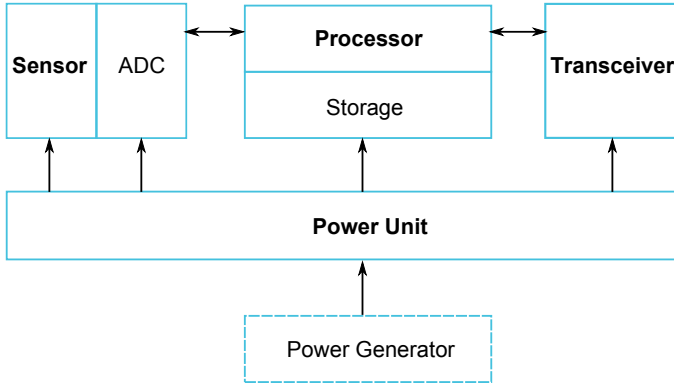 Processor
Sensor
ADC
Transceiver
Storage
Power Unit
Power Generator